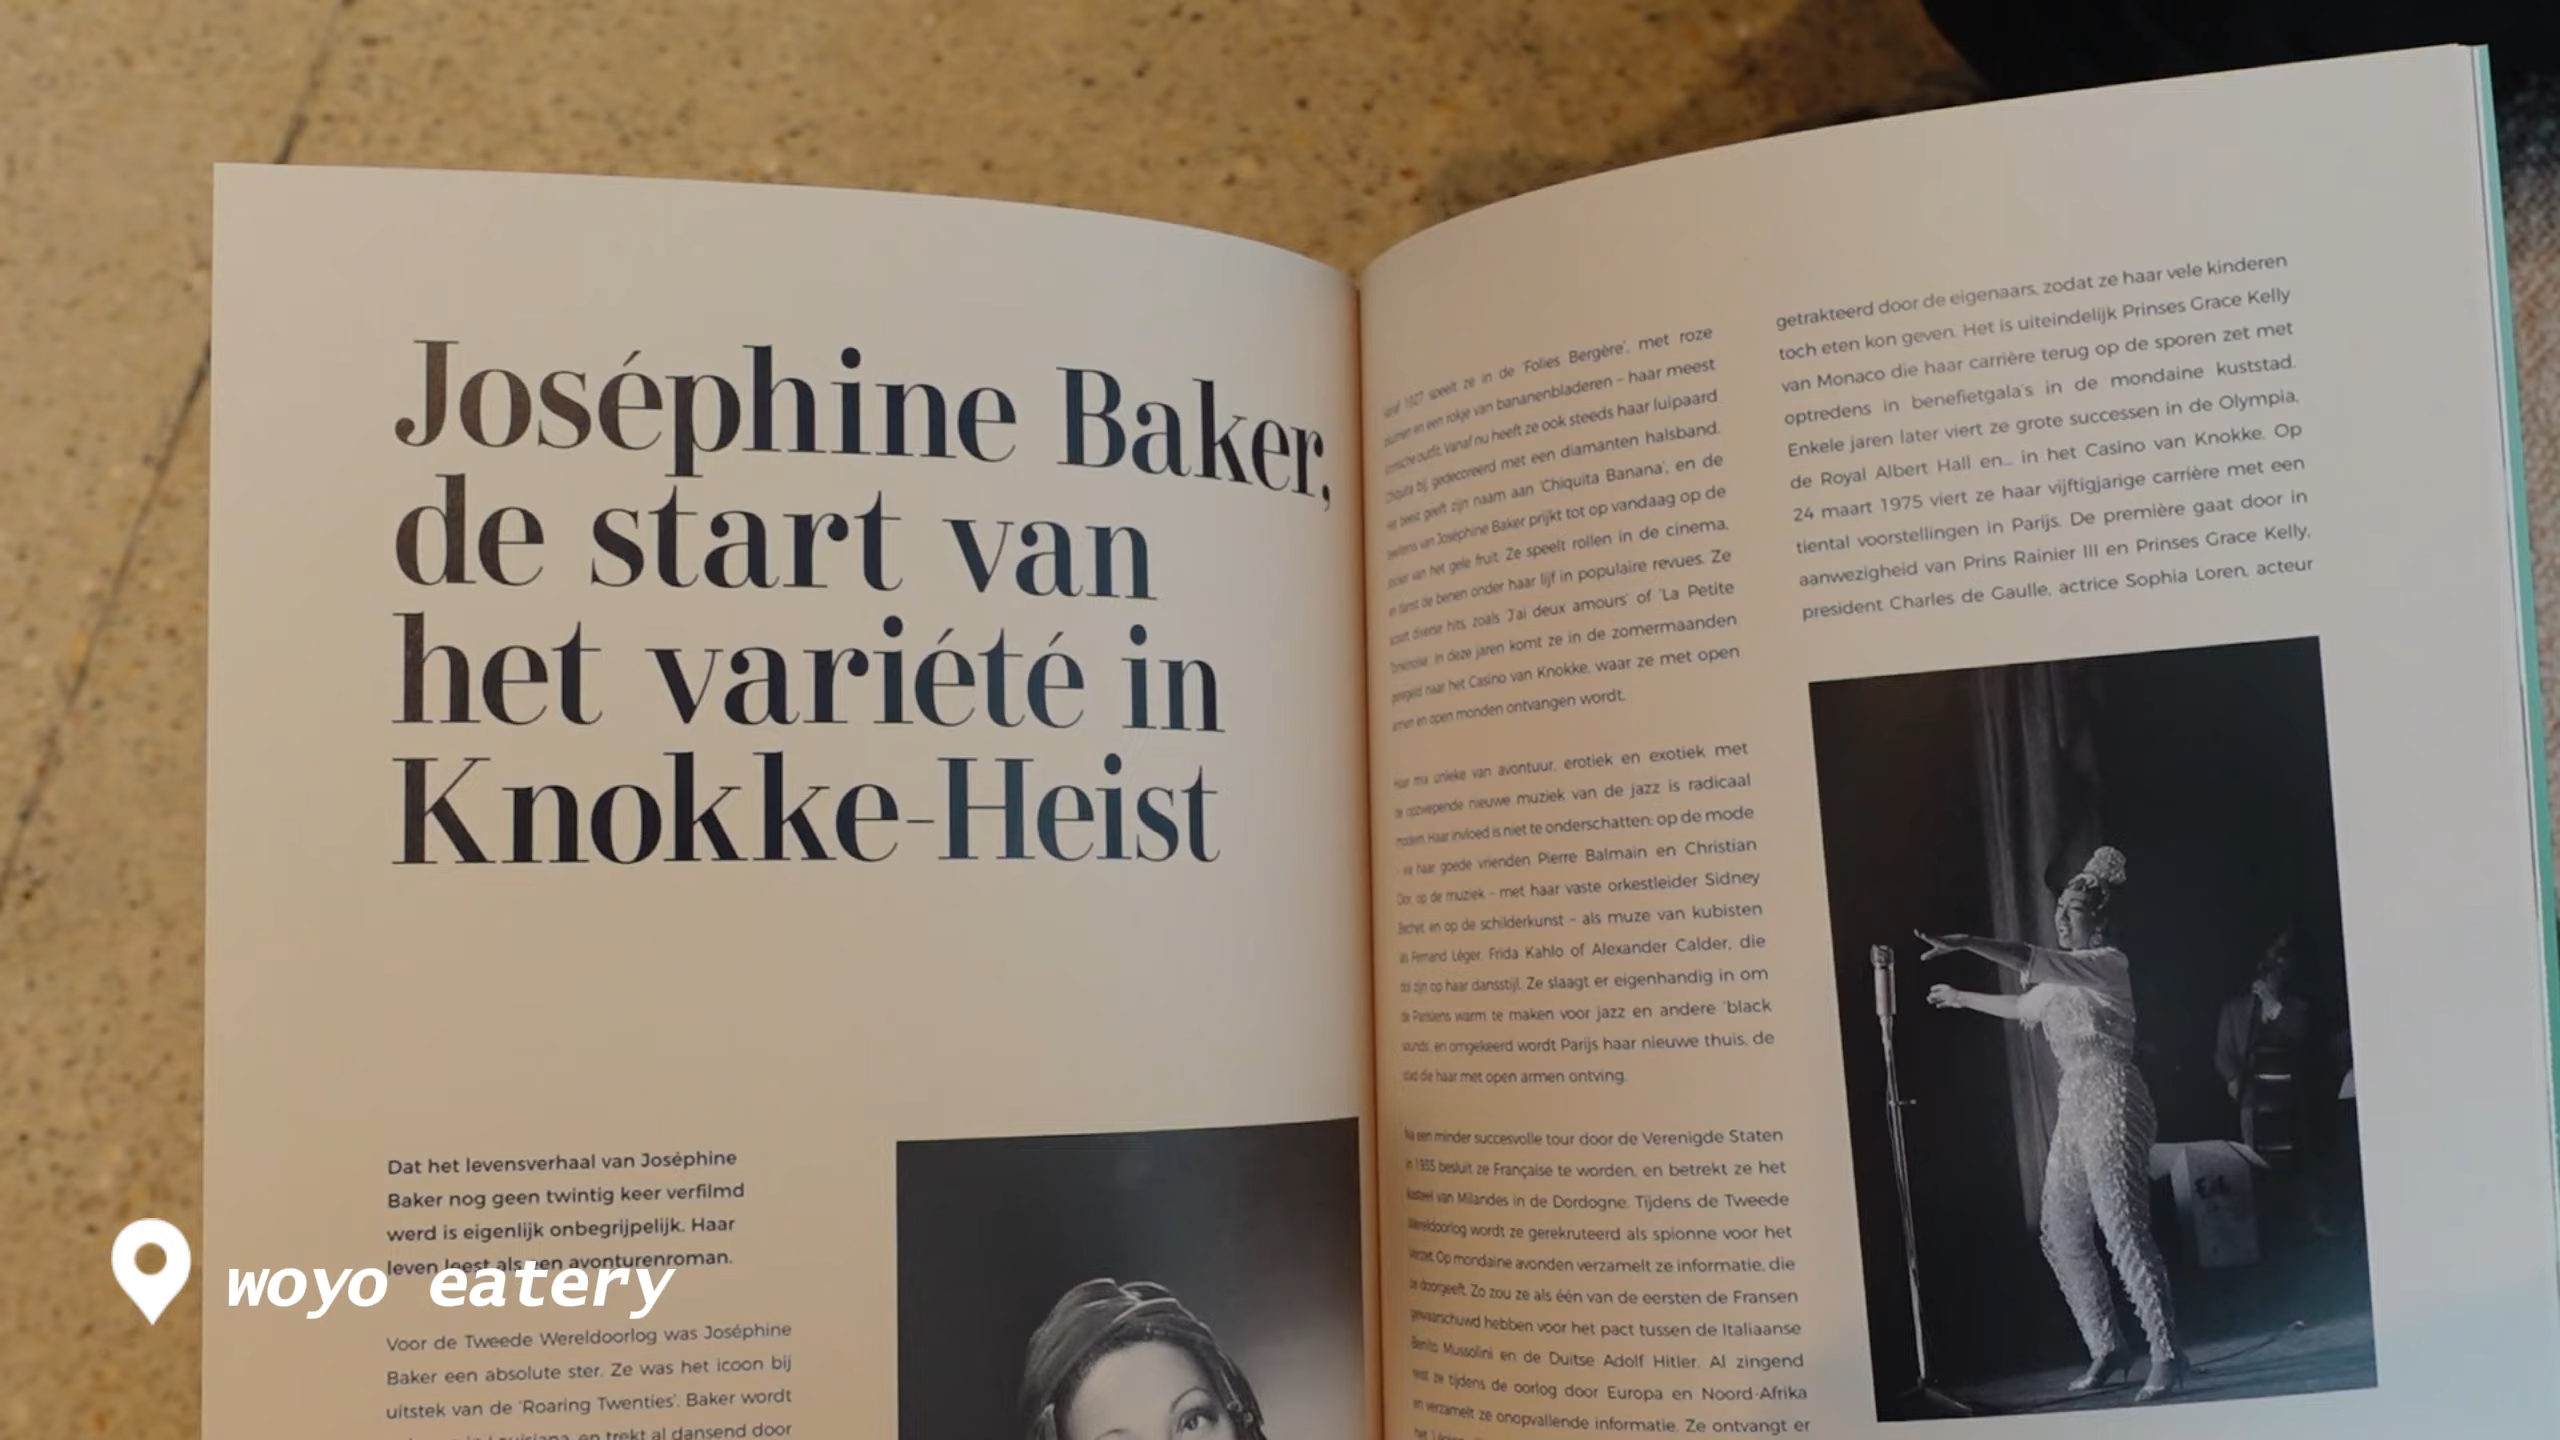 Joséphine Baker,
de start van
het variété in
Knokke-Heist
Dat het levensverhaal van Joséphine
Baker nog geen twintig keer verfilmd
werd is eigenlijk onbegrijpelijk. Haar
leven leest als een avonturenroman.
Voor de Tweede Wereldoorlog was Joséphine
Baker een absolute ster. Ze was het icoon bij
uitstek van de 'Roaring Twenties'. Baker wordt
en trekt al dansend door
1927 speelt ze in de 'Folies Bergère', met roze
en een rokje van bananenbladeren – haar meest
outfit. Vanaf nu heeft ze ook steeds haar luipaard
Chiquita bij, gedecoreerd met een diamanten halsband.
Het beest geeft zijn naam aan 'Chiquita Banana', en de
van Joséphine Baker prijkt tot op vandaag op de
van het gele fruit. Ze speelt rollen in de cinema,
en danst de benen onder haar lijf in populaire revues. Ze
scoort diverse hits, zoals 'J'ai deux amours' of 'La Petite
Tonkinoise'. In deze jaren komt ze in de zomermaanden
geregeld naar het Casino van Knokke, waar ze met open
armen en open monden ontvangen wordt.
Haar mix unieke van avontuur, erotiek en exotiek met
de opzwepende nieuwe muziek van de jazz is radicaal
modern. Haar invloed is niet te onderschatten: op de mode
– via haar goede vrienden Pierre Balmain en Christian
Dior, op de muziek – met haar vaste orkestleider Sidney
Bechet, en op de schilderkunst – als muze van kubisten
als Fernand Léger, Frida Kahlo of Alexander Calder, die
dol zijn op haar dansstijl. Ze slaagt er eigenhandig in om
de Parisiens warm te maken voor jazz en andere 'black
sounds', en omgekeerd wordt Parijs haar nieuwe thuis, de
stad die haar met open armen ontving.
Na een minder succesvolle tour door de Verenigde Staten
in 1935 besluit ze Française te worden, en betrekt ze het
kasteel van Milandes in de Dordogne. Tijdens de Tweede
Wereldoorlog wordt ze gerekruteerd als spionne voor het
Verzet. Op mondaine avonden verzamelt ze informatie, die
ze doorgeeft. Zo zou ze als één van de eersten de Fransen
gewaarschuwd hebben voor het pact tussen de Italiaanse
Benito Mussolini en de Duitse Adolf Hitler. Al zingend
reist ze tijdens de oorlog door Europa en Noord-Afrika
en verzamelt ze onopvallende informatie. Ze ontvangt er
getrakteerd door de eigenaars, zodat ze haar vele kinderen
toch eten kon geven. Het is uiteindelijk Prinses Grace Kelly
van Monaco die haar carrière terug op de sporen zet met
optredens in benefietgala's in de mondaine kuststad.
Enkele jaren later viert ze grote successen in de Olympia,
de Royal Albert Hall en... in het Casino van Knokke. Op
24 maart 1975 viert ze haar vijftigjarige carrière met een
tiental voorstellingen in Parijs. De première gaat door in
aanwezigheid van Prins Rainier III en Prinses Grace Kelly,
president Charles de Gaulle, actrice Sophia Loren, acteur
woyo eatery